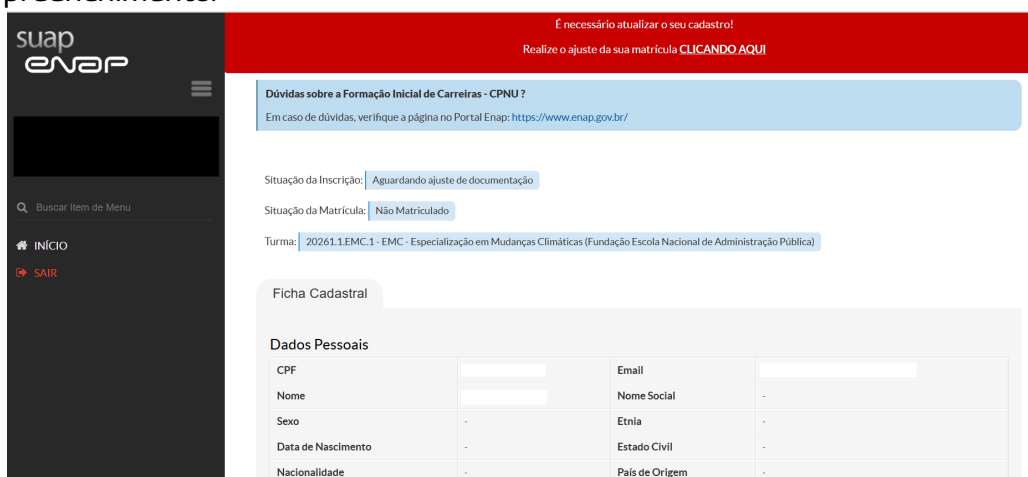 preenchimento.
suap
enap
Buscar Item de Menu
INÍCIO
SAIR
É necessário atualizar o seu cadastro!
Realize o ajuste da sua matrícula CLICANDO AQUI
Dúvidas sobre a Formação Inicial de Carreiras - CPNU ?
Em caso de dúvidas, verifique a página no Portal Enap: https://www.enap.gov.br/
Situação da Inscrição: Aguardando ajuste de documentação
Situação da Matrícula: Não Matriculado
Turma: 20261.1.EMC.1 - EMC - Especialização em Mudanças Climáticas (Fundação Escola Nacional de Administração Pública)
Ficha Cadastral
Dados Pessoais
CPF Email
Nome Nome Social -
Sexo - Etnia -
Data de Nascimento - Estado Civil -
Nacionalidade - País de Origem -